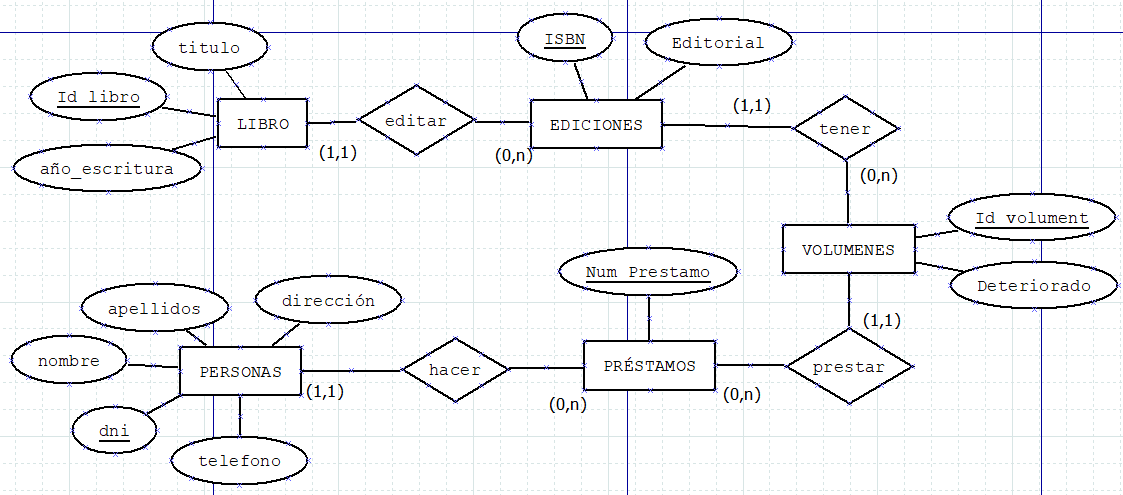 ISBN
Editorial
titulo
Id libro
LIBRO
editar
EDICIONES
(1,1)
tener
(1,1)
(0,n)
año_escritura
(0,n)
Id volument
VOLUMENES
Num Prestamo
Deteriorado
apellidos
dirección
(1,1)
nombre
PERSONAS
hacer
PRÉSTAMOS
prestar
(1,1)
(0,n)
(0,n)
dni
telefono